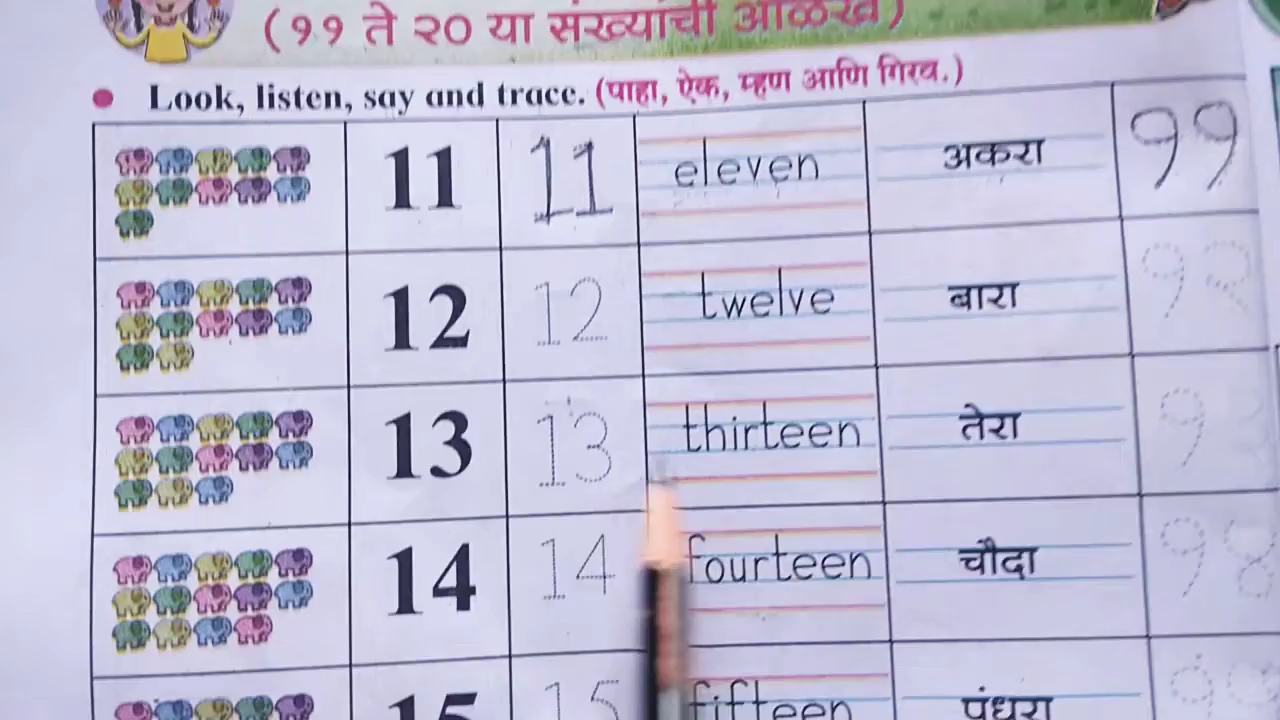 (११ ते २० या संख्यांची ओळख)
Look, listen, say and trace. (पाहा, ऐक, म्हण आणि गिरव.)
11 11 eleven अकरा ११
12 12 twelve बारा १२
13 13 thirteen तेरा १३
14 14 fourteen चौदा १४
15 15 fifteen पंधरा